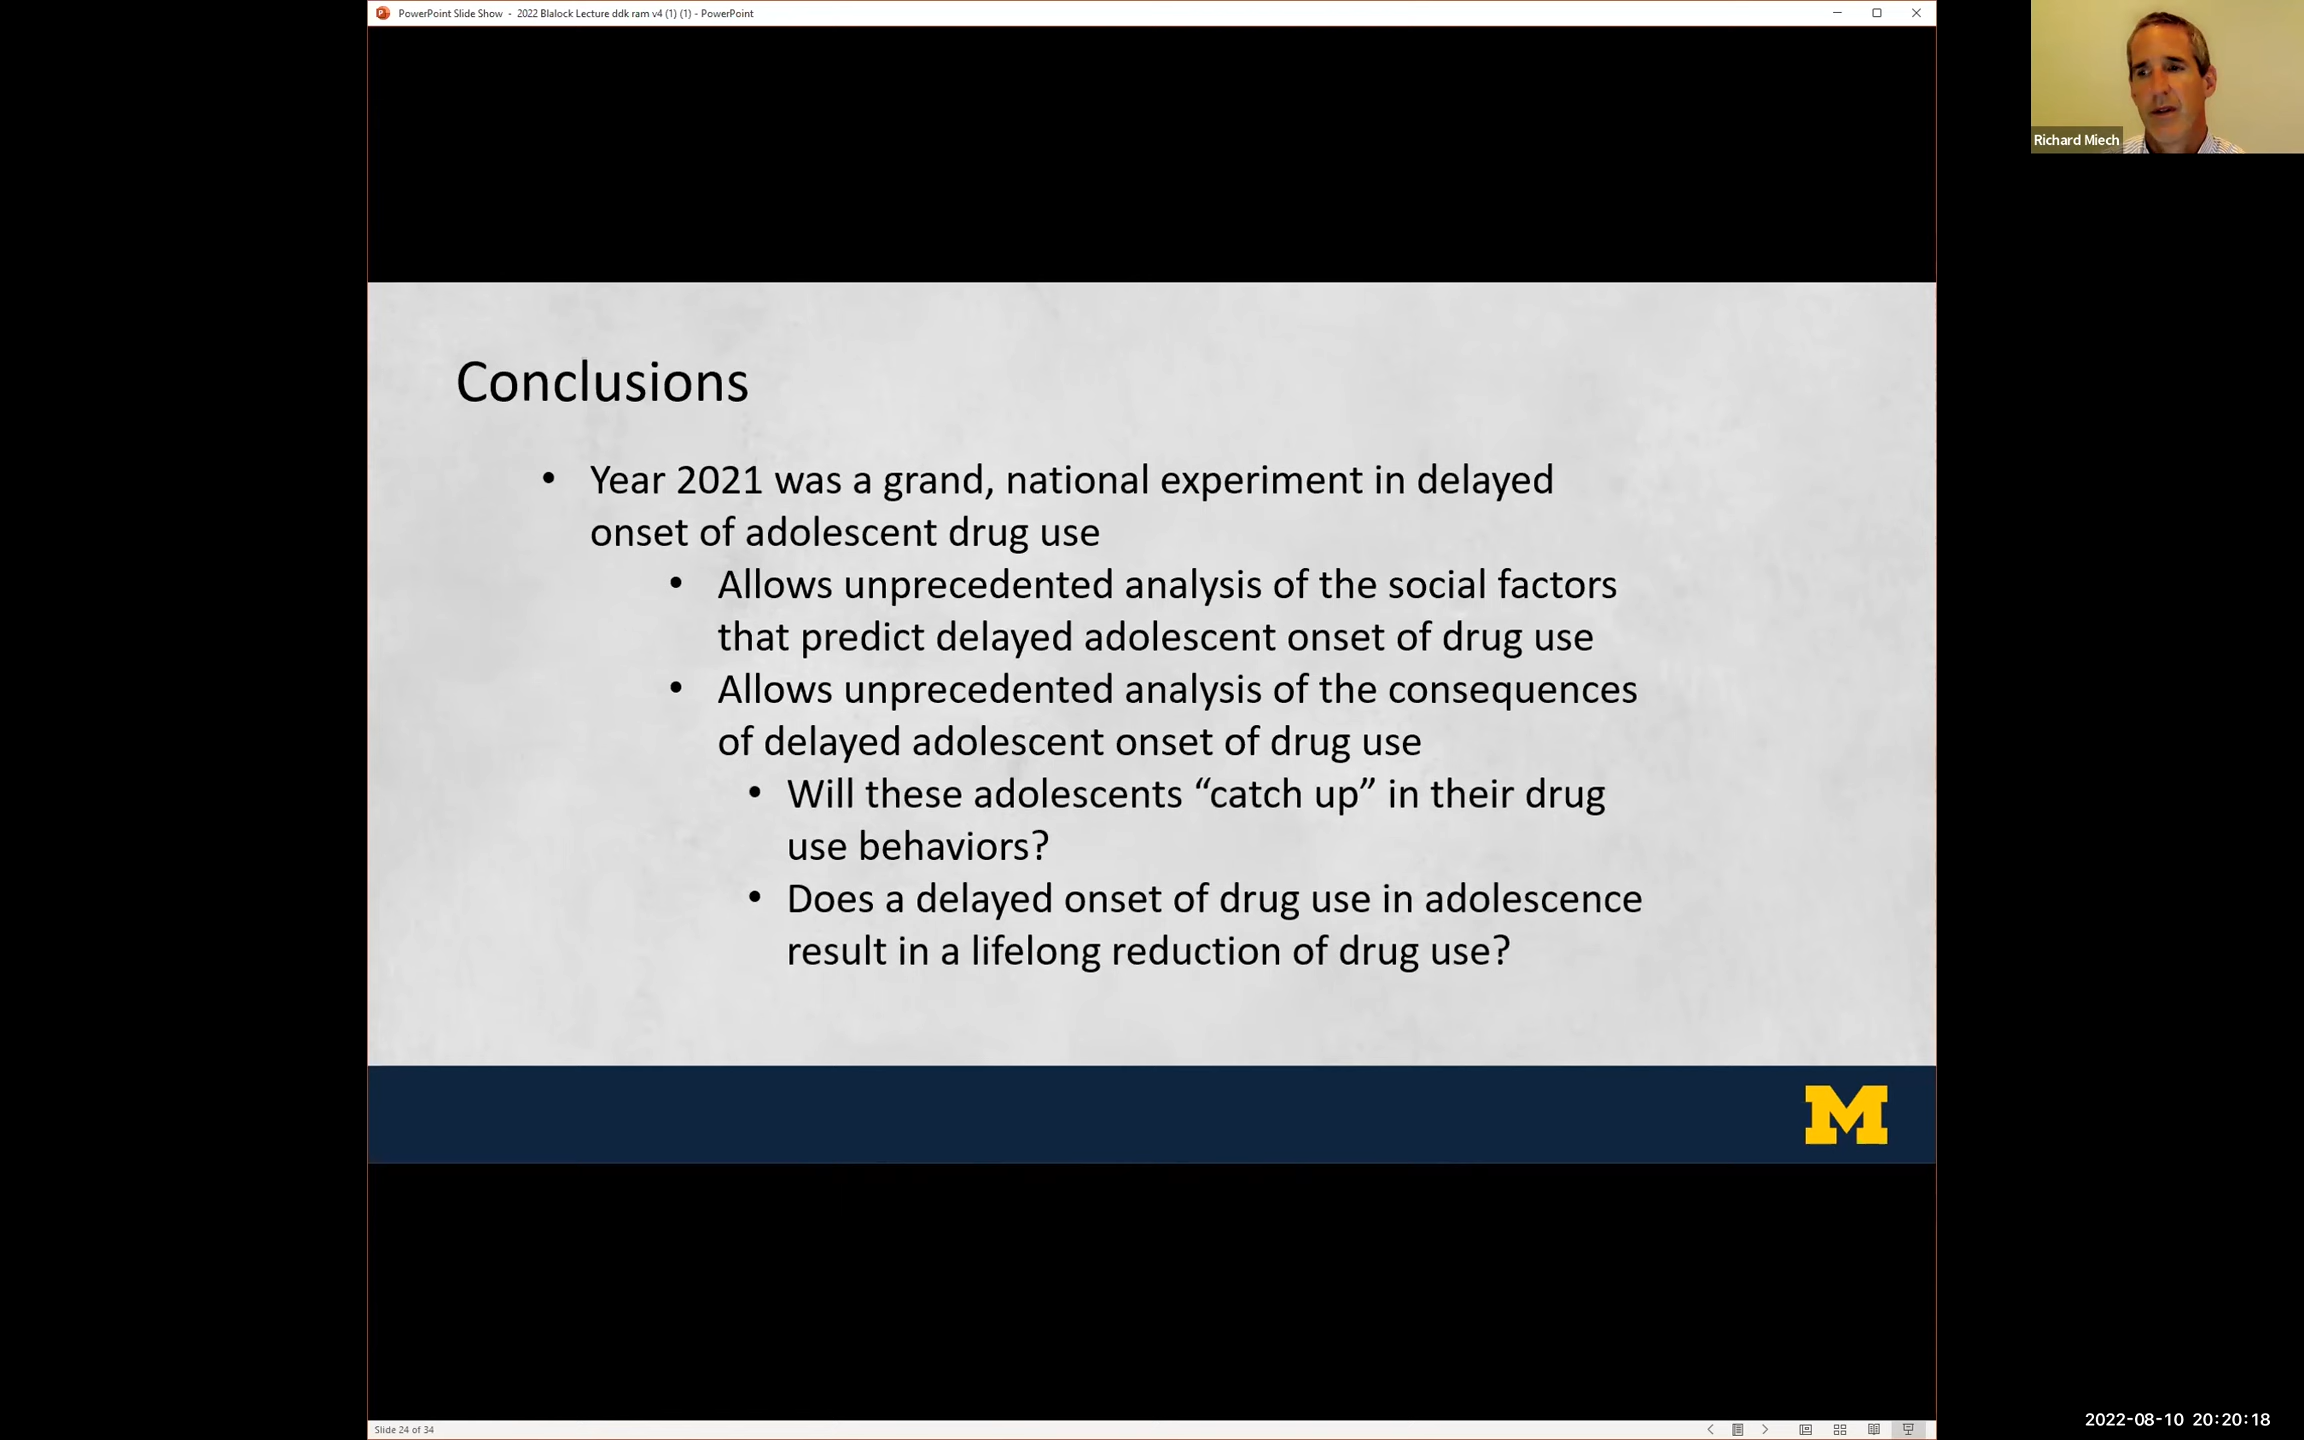 PowerPoint Slide Show - 2022 Blalock Lecture ddk ram v4 (1) (1) - PowerPoint
Richard Miech
Conclusions
• Year 2021 was a grand, national experiment in delayed
onset of adolescent drug use
• Allows unprecedented analysis of the social factors
that predict delayed adolescent onset of drug use
• Allows unprecedented analysis of the consequences
of delayed adolescent onset of drug use
• Will these adolescents “catch up” in their drug
use behaviors?
• Does a delayed onset of drug use in adolescence
result in a lifelong reduction of drug use?
M
Slide 24 of 34
2022-08-10 20:20:18